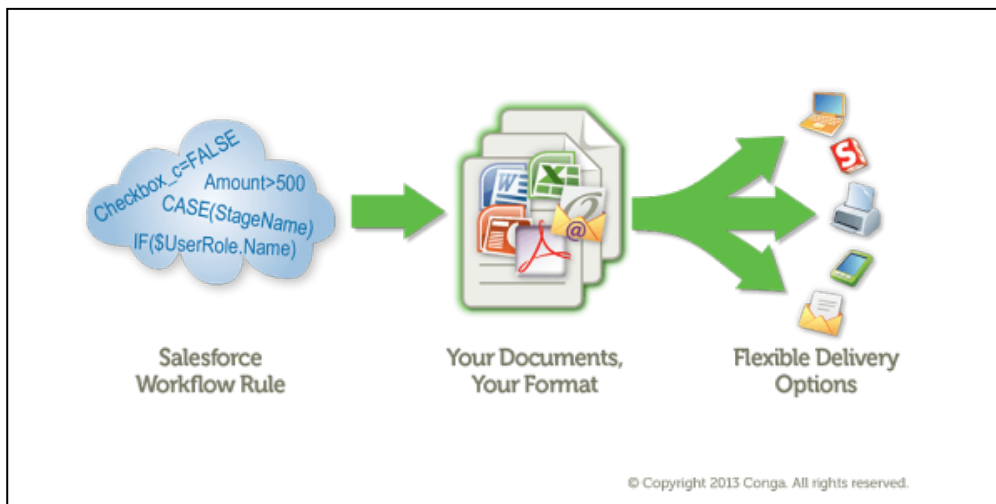 Checkbox_c=FALSE
Amount>500
CASE(StageName)
IF($UserRole.Name)
W
X
@
S
Salesforce
Workflow Rule
Your Documents,
Your Format
Flexible Delivery
Options
© Copyright 2013 Conga. All rights reserved.